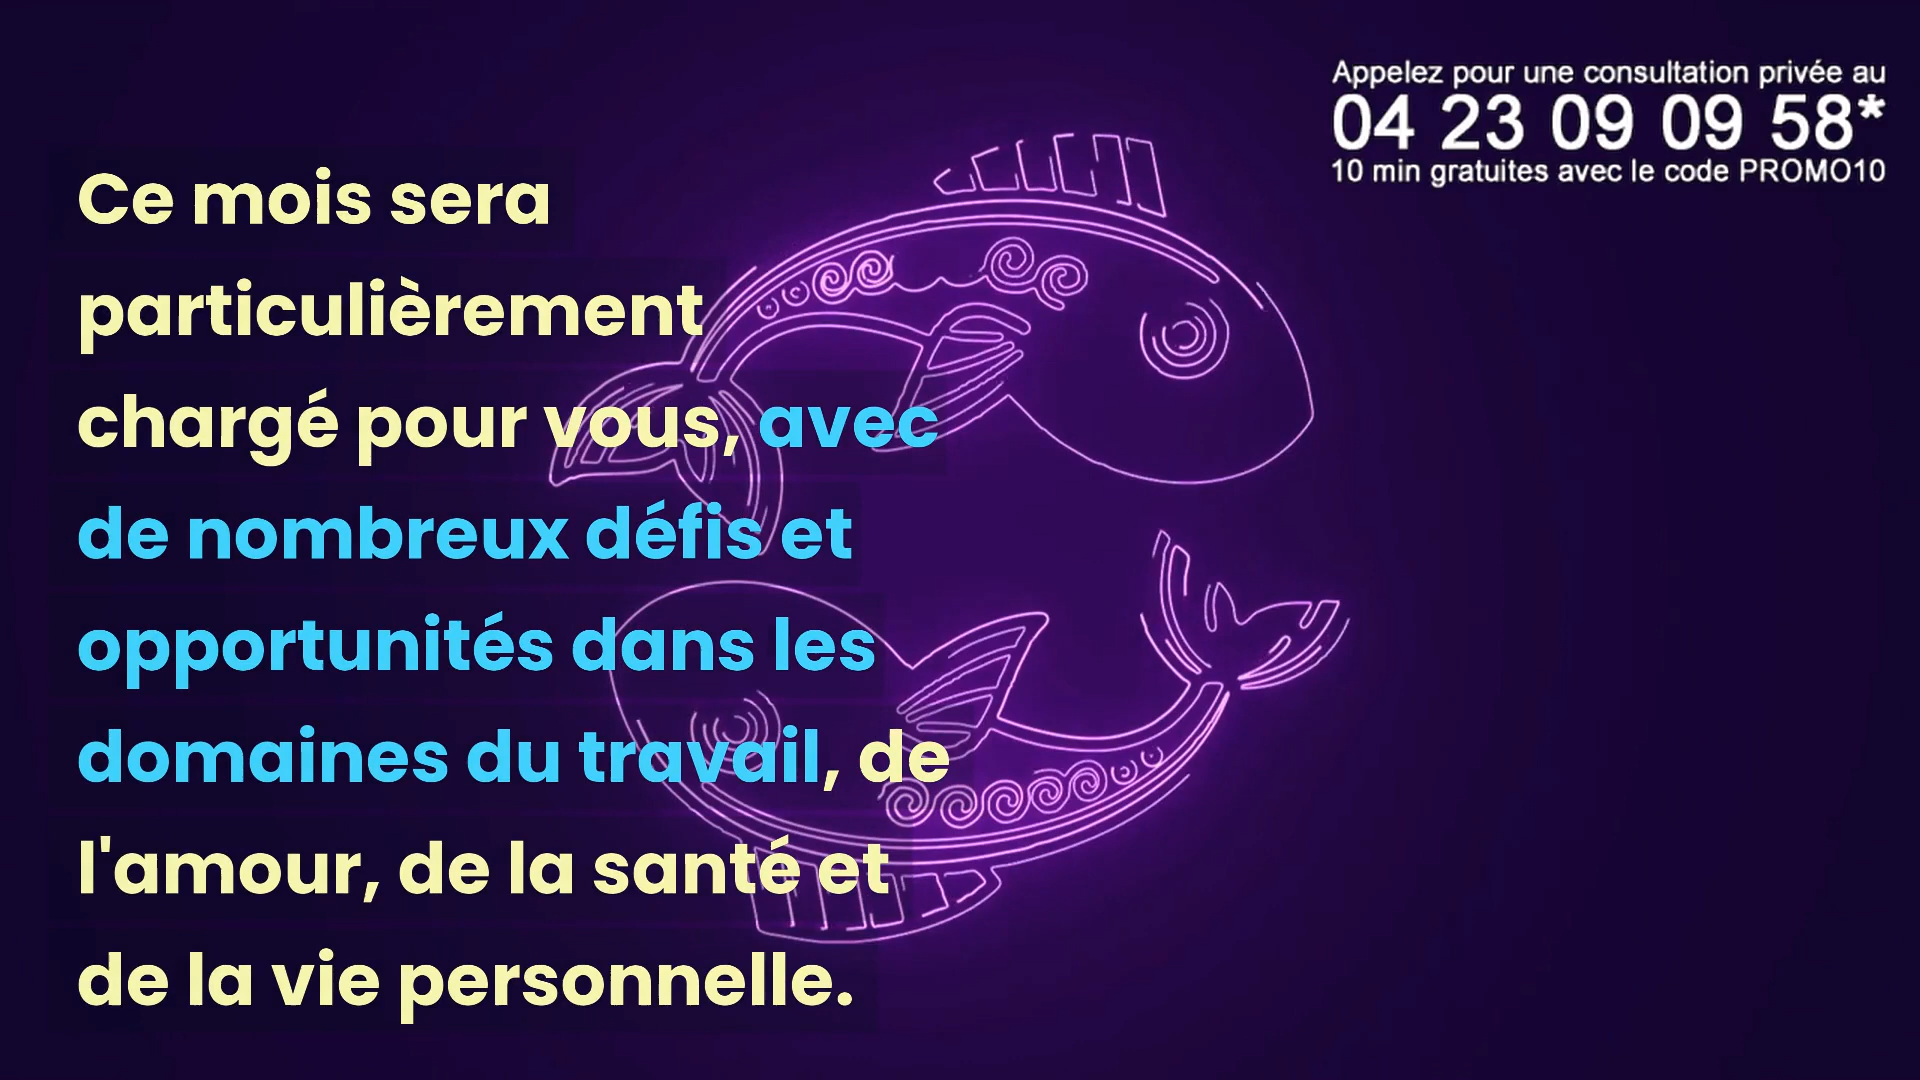 Appelez pour une consultation privée au
04 23 09 09 58*
10 min gratuites avec le code PROMO10
Ce mois sera
particulièrement
chargé pour vous, avec
de nombreux défis et
opportunités dans les
domaines du travail, de
l'amour, de la santé et
de la vie personnelle.